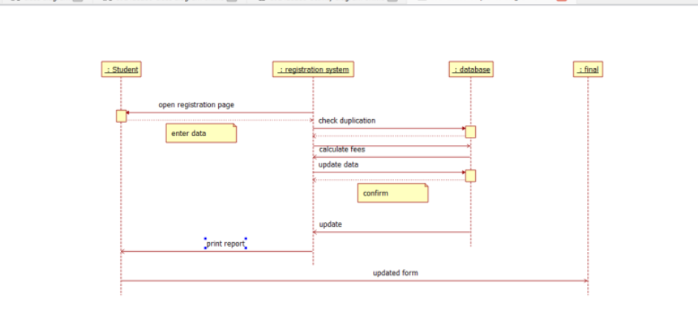 : Student
: registration system
: database
: final
open registration page
check duplication
enter data
calculate fees
update data
confirm
update
print report
updated form